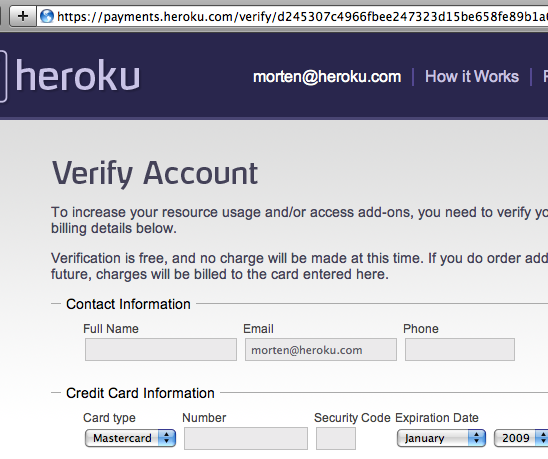 https://payments.heroku.com/verify/d245307c4966fbee247323d15be658fe89b1a
heroku morten@heroku.com How it Works
Verify Account
To increase your resource usage and/or access add-ons, you need to verify
billing details below.
Verification is free, and no charge will be made at this time. If you do order
future, charges will be billed to the card entered here.
Contact Information
Full Name Email Phone
morten@heroku.com
Credit Card Information
Card type Number Security Code Expiration Date
Mastercard January 2009